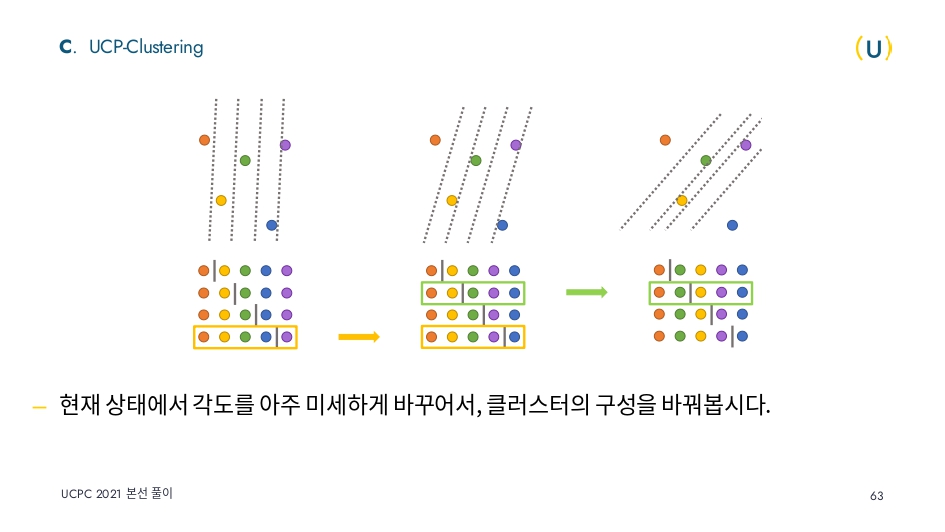 C. UCP-Clustering
(U)
– 현재 상태에서 각도를 아주 미세하게 바꾸어서, 클러스터의 구성을 바꿔봅시다.
UCPC 2021 본선 풀이
63